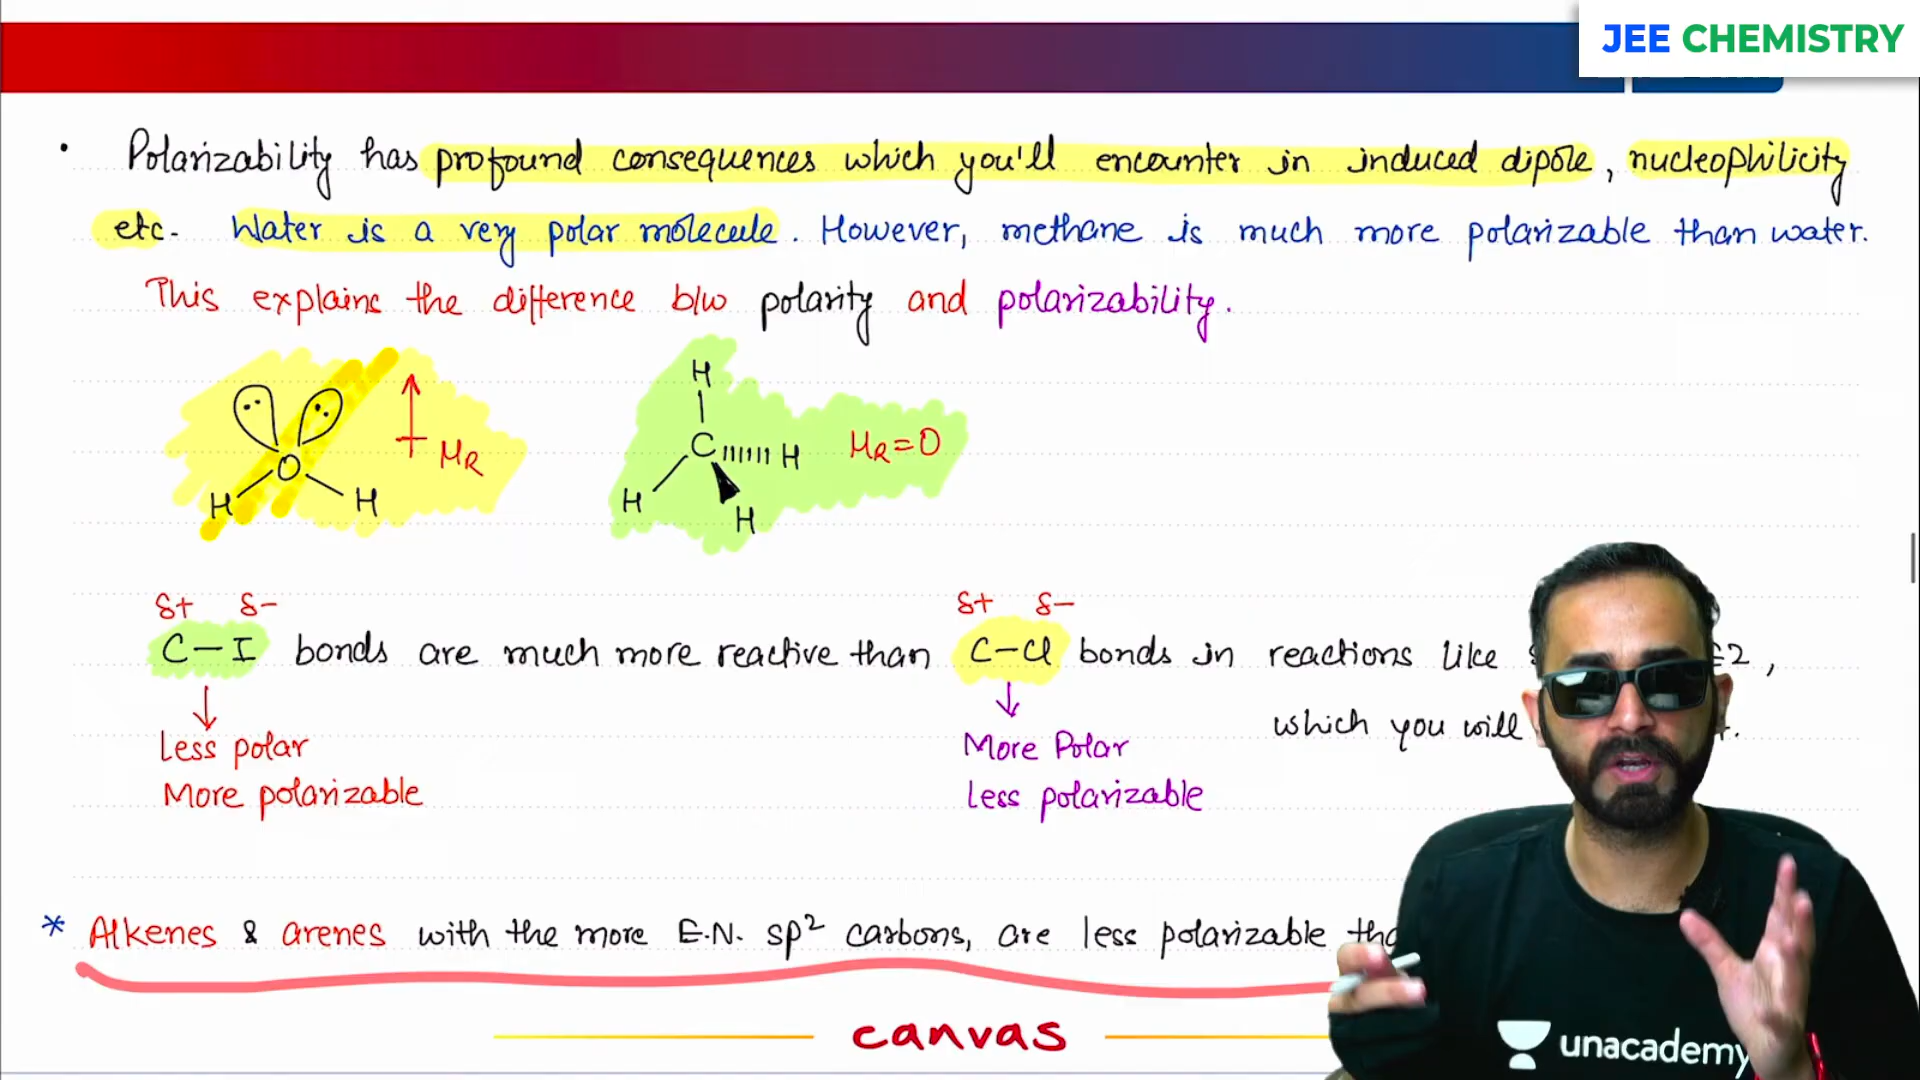 JEE CHEMISTRY
• Polarizability has profound consequences which you'll encounter in induced dipole, nucleophilicity
etc. Water is a very polar molecule. However, methane is much more polarizable than water.
This explains the difference b/w polarity and polarizability.
H
O
H H
μR
H
C H μR=0
H
H
δ+ δ- δ+ δ-
C-I bonds are much more reactive than C-Cl bonds in reactions like
which you will
↓ ↓
Less polar More Polar
More polarizable Less polarizable
* Alkenes & arenes with the more E.N. sp² carbons, are less polarizable
canvas
unacademy